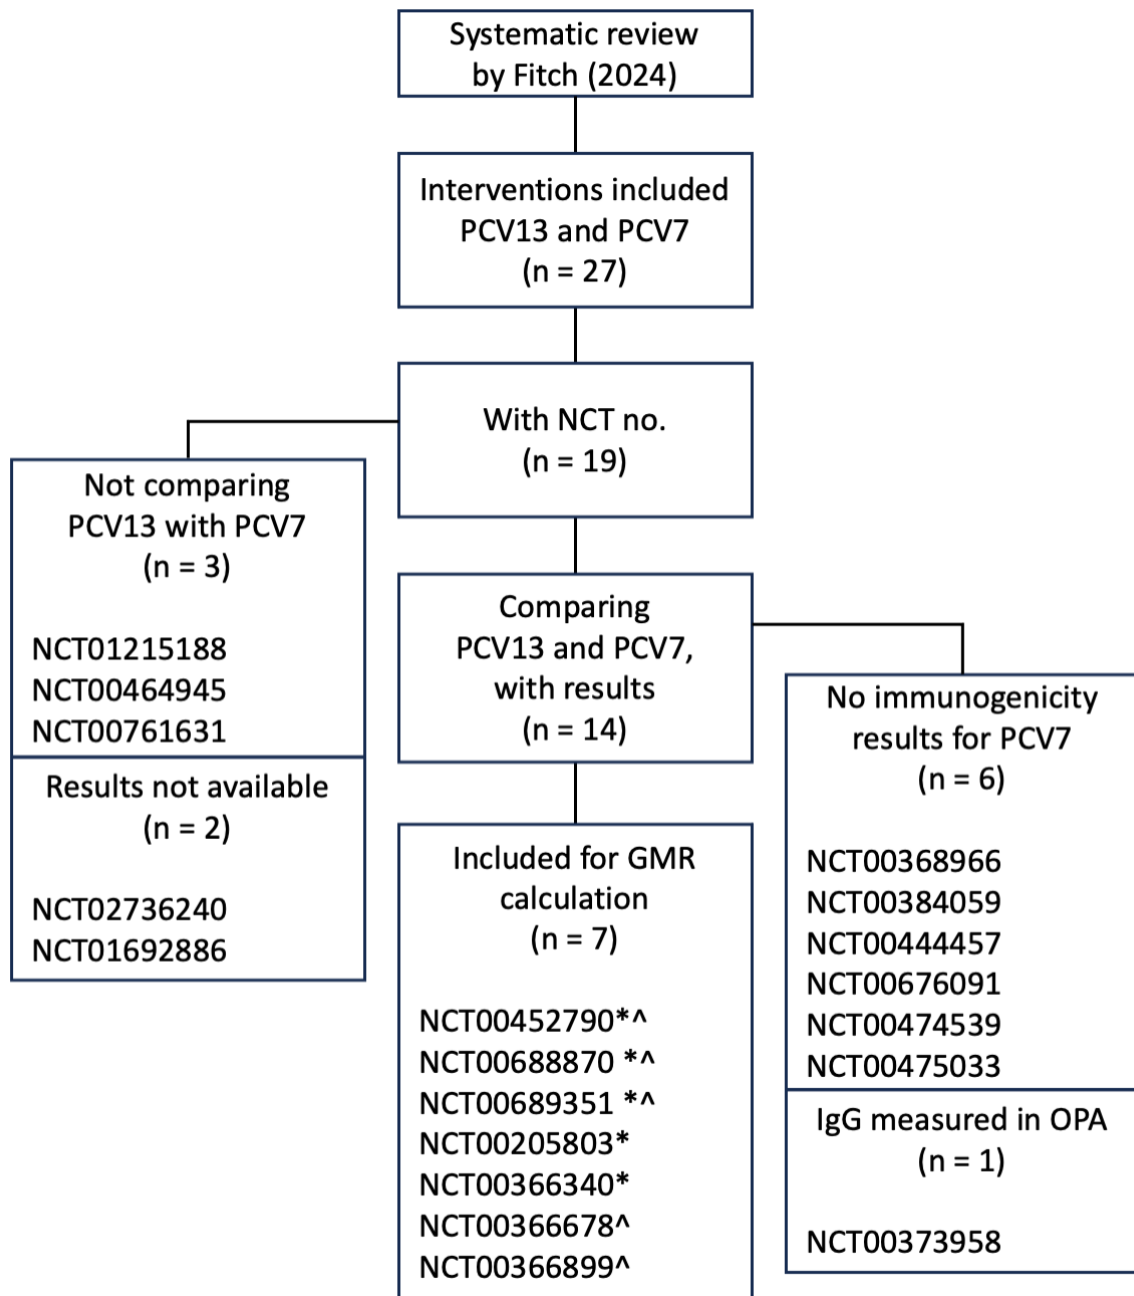 Systematic review
by Fitch (2024)
Interventions included
PCV13 and PCV7
(n = 27)
With NCT no.
(n = 19)
Not comparing
PCV13 with PCV7
(n = 3)
NCT01215188
NCT00464945
NCT00761631
Results not available
(n = 2)
NCT02736240
NCT01692886
Comparing
PCV13 and PCV7,
with results
(n = 14)
No immunogenicity
results for PCV7
(n = 6)
NCT00368966
NCT00384059
NCT00444457
NCT00676091
NCT00474539
NCT00475033
IgG measured in OPA
(n = 1)
NCT00373958
Included for GMR
calculation
(n = 7)
NCT00452790*^
NCT00688870 *^
NCT00689351 *^
NCT00205803*
NCT00366340*
NCT00366678^
NCT00366899^